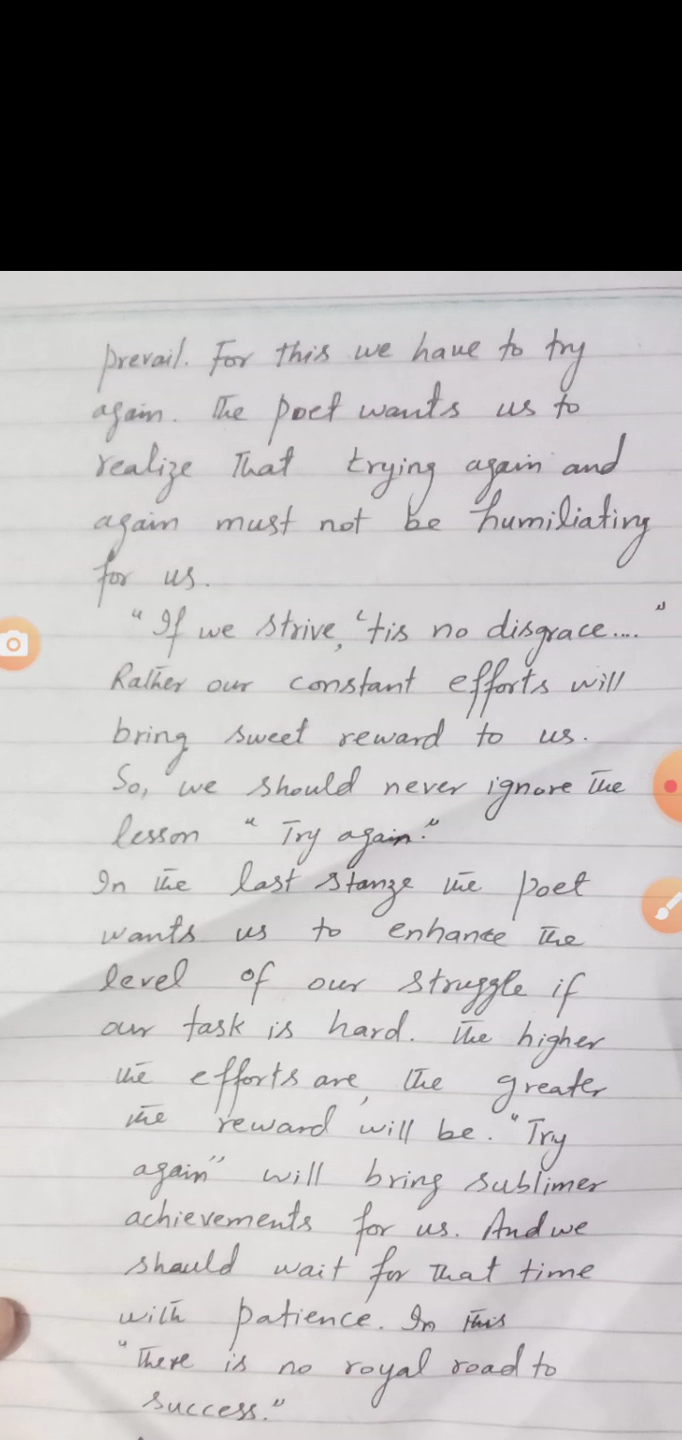 prevail. For this we have to try
again. The poet wants us to
realize That trying again and
again must not be humiliating
for us.
"If we strive, 'tis no disgrace...."
Rather our constant efforts will
bring sweet reward to us.
So, we should never ignore the
lesson "Try again."
In the last stanze the poet
wants us to enhance the
level of our struggle if
our task is hard. The higher
the efforts are, the greater
the reward will be. "Try
again" will bring sublimer
achievements for us. And we
should wait for that time
with patience. In this
"There is no royal road to
success."